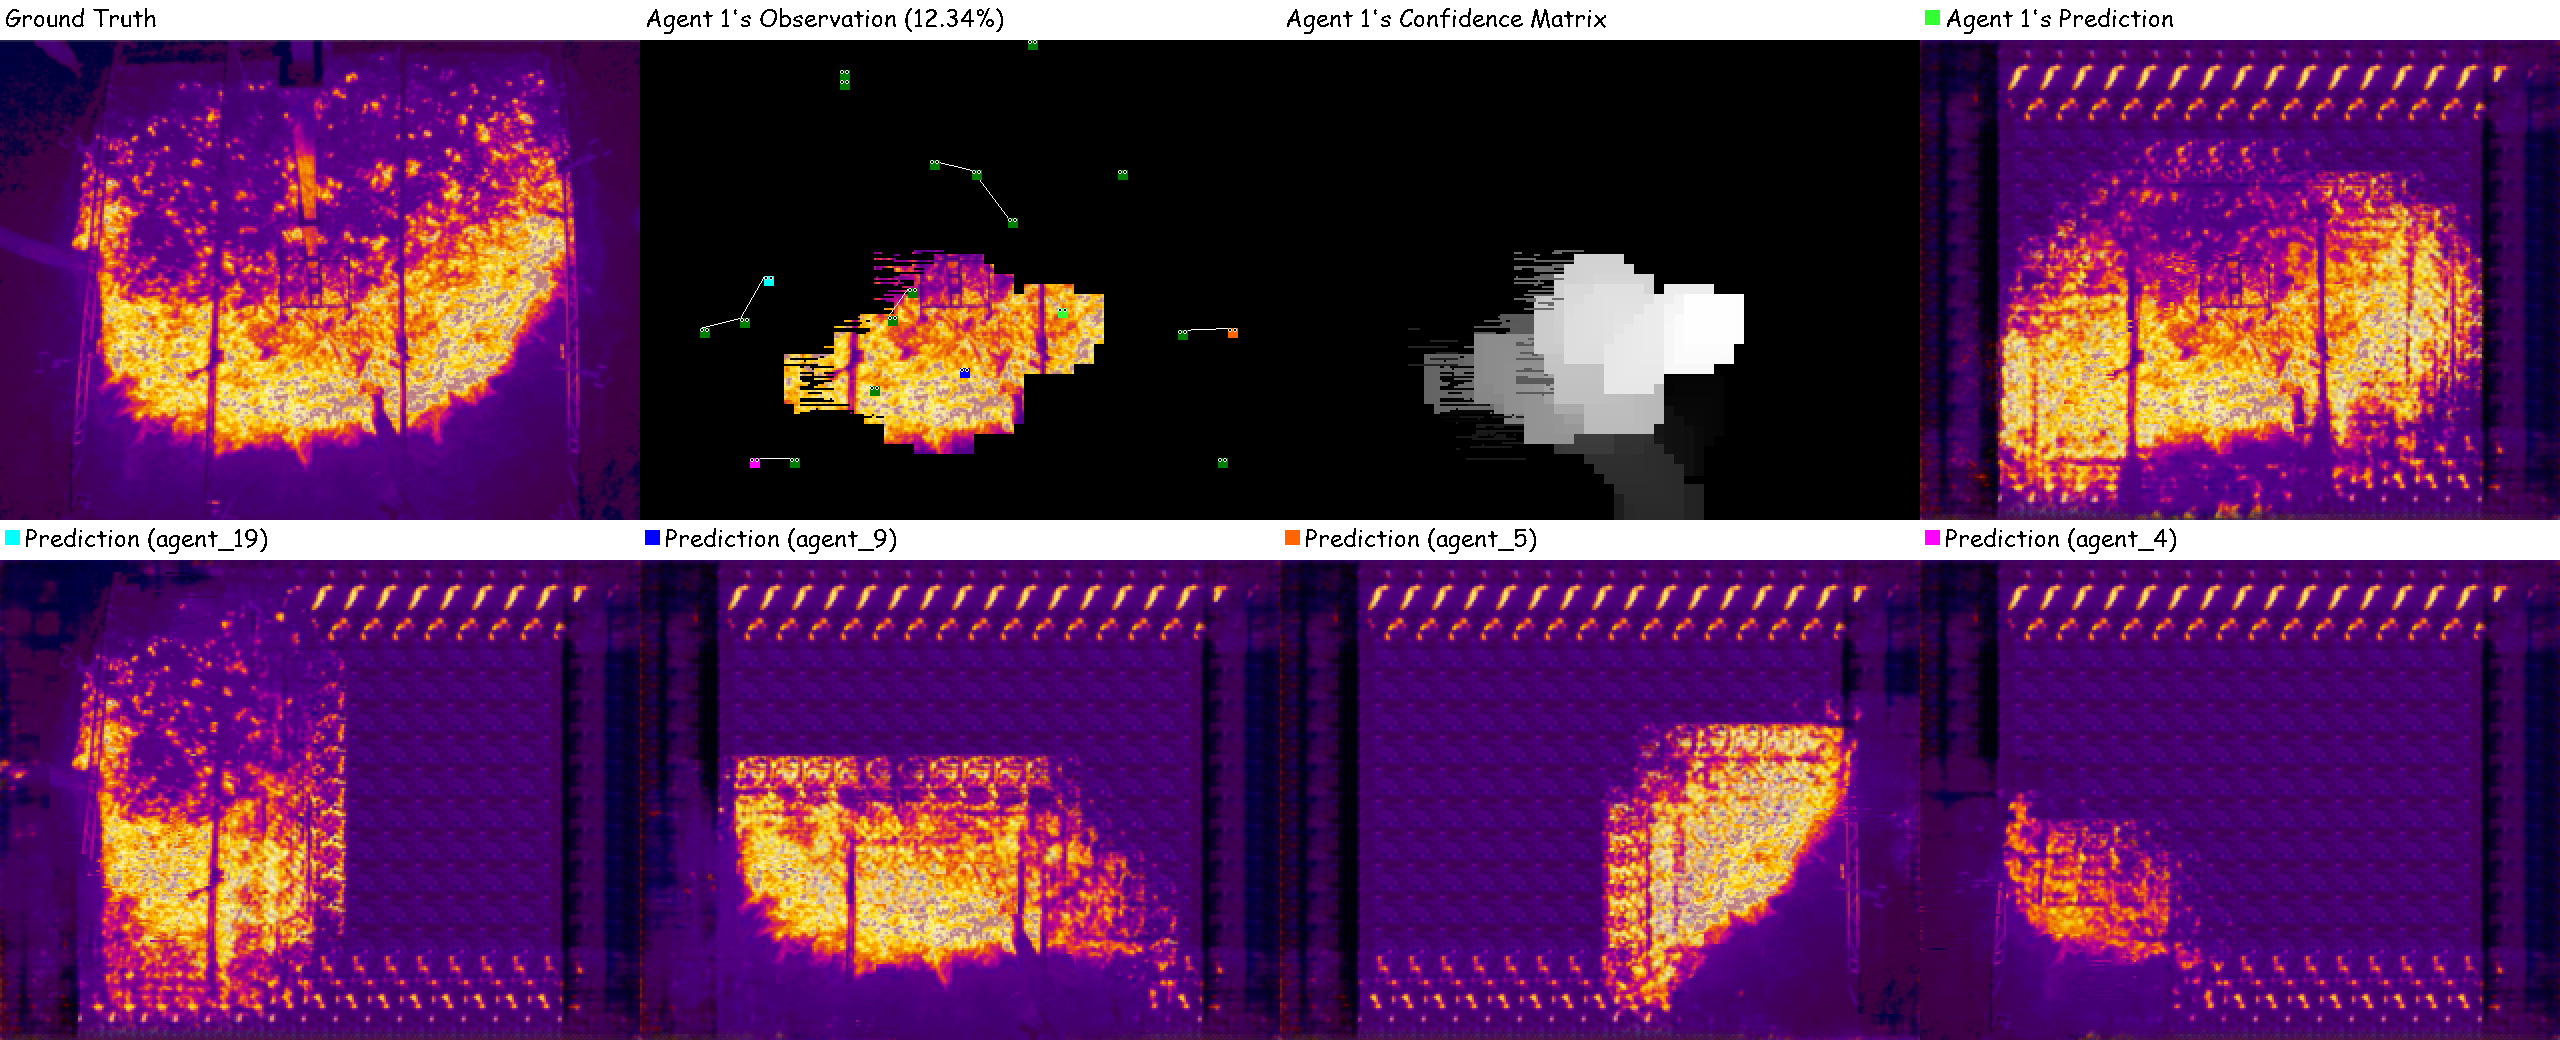 Ground Truth
Agent 1's Observation (12.34%)
Agent 1's Confidence Matrix
Agent 1's Prediction
Prediction (agent_19)
Prediction (agent_9)
Prediction (agent_5)
Prediction (agent_4)